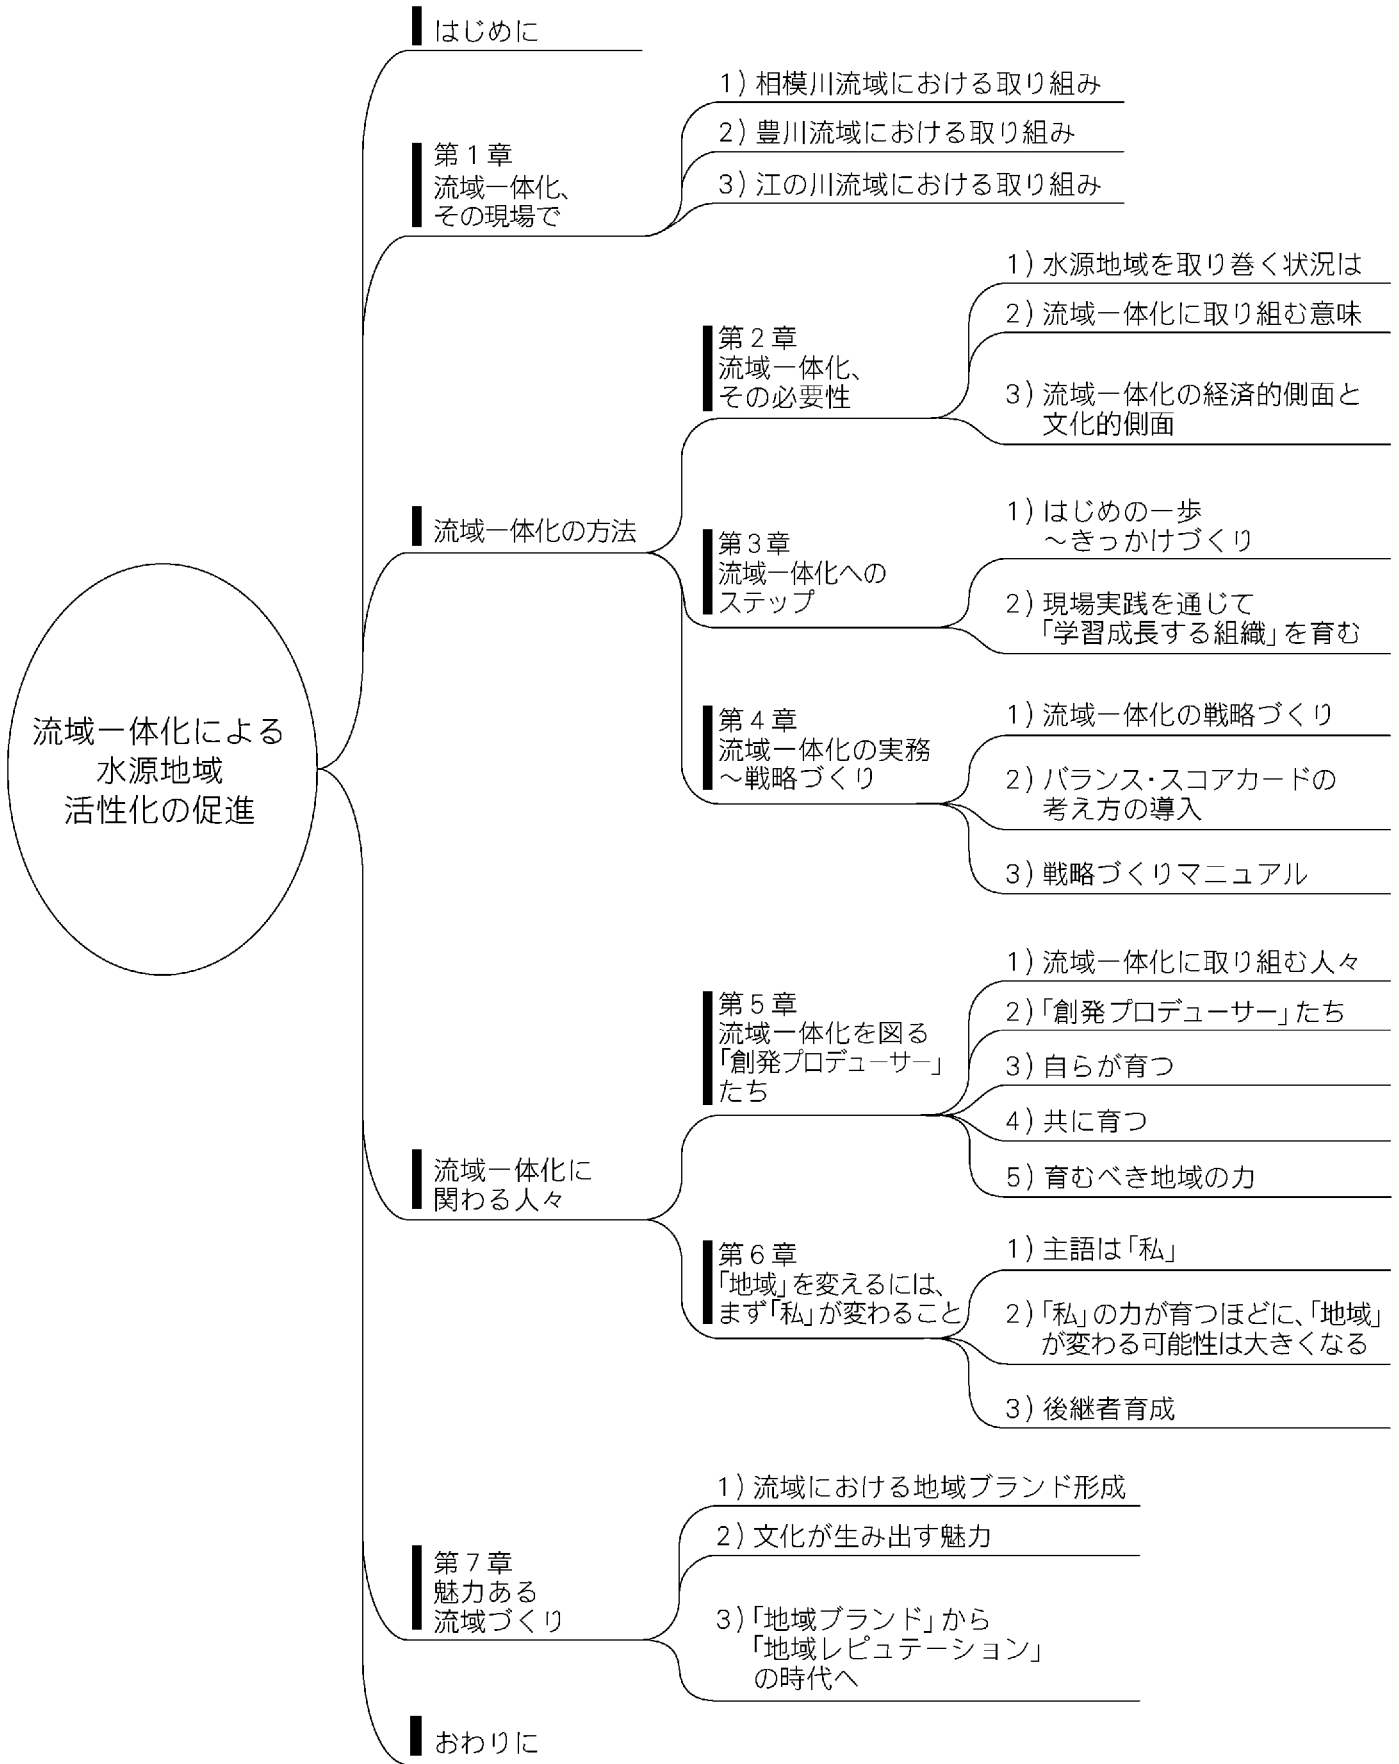 はじめに
第1章
流域一体化、
その現場で
1) 相模川流域における取り組み
2) 豊川流域における取り組み
3) 江の川流域における取り組み
流域一体化による
水源地域
活性化の促進
流域一体化の方法
第2章
流域一体化、
その必要性
1) 水源地域を取り巻く状況は
2) 流域一体化に取り組む意味
3) 流域一体化の経済的側面と
文化的側面
第3章
流域一体化への
ステップ
1) はじめの一歩
～きっかけづくり
2) 現場実践を通じて
「学習成長する組織」を育む
第4章
流域一体化の実務
～戦略づくり
1) 流域一体化の戦略づくり
2) バランス・スコアカードの
考え方の導入
3) 戦略づくりマニュアル
流域一体化に
関わる人々
第5章
流域一体化を図る
「創発プロデューサー」
たち
1) 流域一体化に取り組む人々
2)「創発プロデューサー」たち
3) 自らが育つ
4) 共に育つ
5) 育むべき地域の力
第6章
「地域」を変えるには、
まず「私」が変わること
1) 主語は「私」
2)「私」の力が育つほどに、「地域」
が変わる可能性は大きくなる
3) 後継者育成
第7章
魅力ある
流域づくり
1) 流域における地域ブランド形成
2) 文化が生み出す魅力
3)「地域ブランド」から
「地域レピュテーション」
の時代へ
おわりに